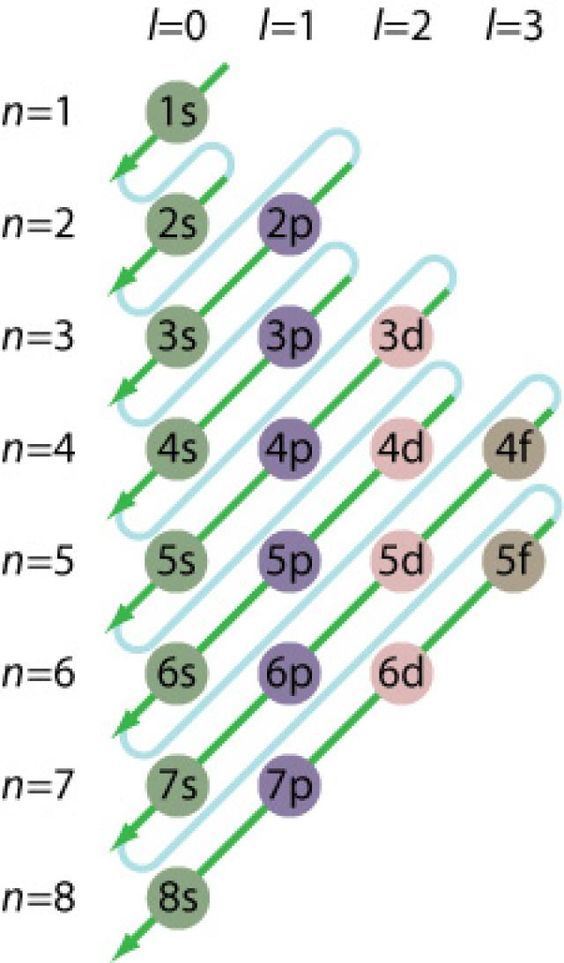 l=0 l=1 l=2 l=3
n=1 1s
n=2 2s 2p
n=3 3s 3p 3d
n=4 4s 4p 4d 4f
n=5 5s 5p 5d 5f
n=6 6s 6p 6d
n=7 7s 7p
n=8 8s